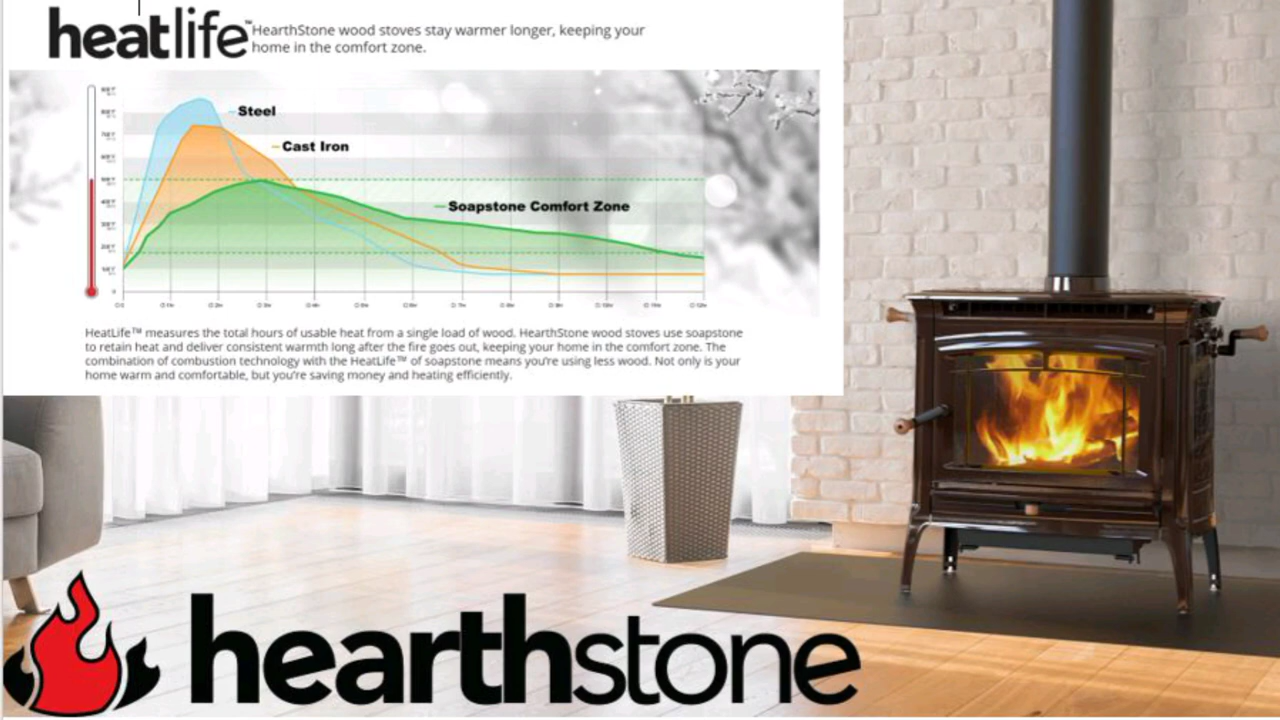 heatlife™
HearthStone wood stoves stay warmer longer, keeping your
home in the comfort zone.
Steel
Cast Iron
Soapstone Comfort Zone
HeatLife™ measures the total hours of usable heat from a single load of wood. HearthStone wood stoves use soapstone
to retain heat and deliver consistent warmth long after the fire goes out, keeping your home in the comfort zone. The
combination of combustion technology with the HeatLife™ of soapstone means you're using less wood. Not only is your
home warm and comfortable, but you're saving money and heating efficiently.
hearthstone